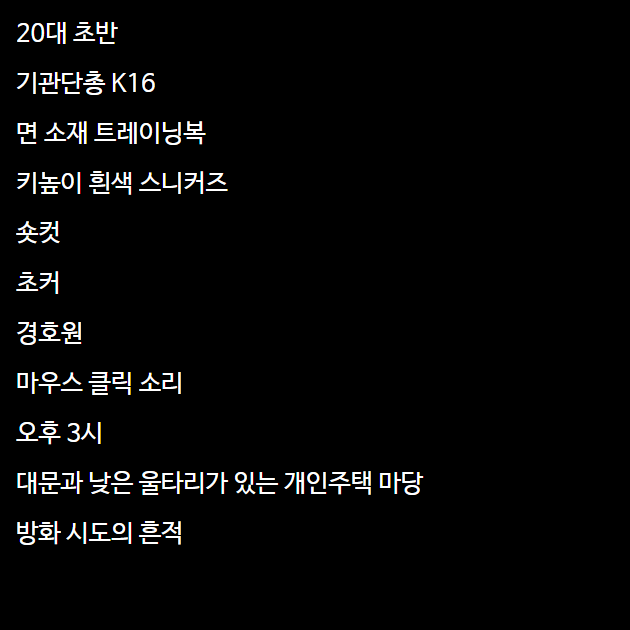 20대 초반
기관단총 K16
면 소재 트레이닝복
키높이 흰색 스니커즈
숏컷
초커
경호원
마우스 클릭 소리
오후 3시
대문과 낮은 울타리가 있는 개인주택 마당
방화 시도의 흔적